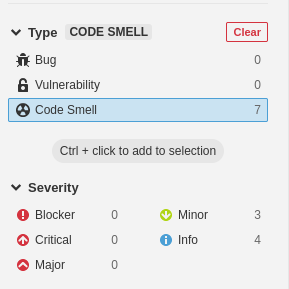 Type CODE SMELL Clear
Bug 0
Vulnerability 0
Code Smell 7
Ctrl + click to add to selection
Severity
Blocker 0 Minor 3
Critical 0 Info 4
Major 0